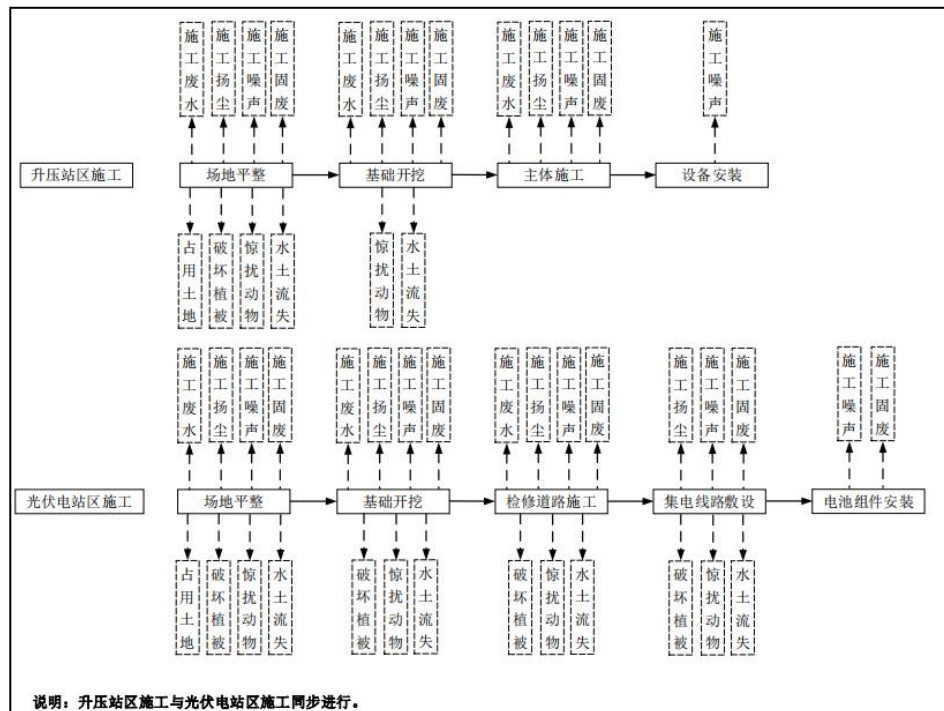 施工废水
施工扬尘
施工噪声
施工固废
施工废水
施工扬尘
施工噪声
施工固废
施工废水
施工扬尘
施工噪声
施工固废
施工噪声
升压站区施工
场地平整
基础开挖
主体施工
设备安装
占用土地
破坏植被
惊扰动物
水土流失
惊扰动物
水土流失
施工废水
施工扬尘
施工噪声
施工固废
施工废水
施工扬尘
施工噪声
施工固废
施工废水
施工扬尘
施工噪声
施工固废
施工扬尘
施工噪声
施工固废
施工噪声
施工固废
光伏电站区施工
场地平整
基础开挖
检修道路施工
集电线路敷设
电池组件安装
占用土地
破坏植被
惊扰动物
水土流失
破坏植被
惊扰动物
水土流失
破坏植被
惊扰动物
水土流失
破坏植被
惊扰动物
水土流失
说明：升压站区施工与光伏电站区施工同步进行。